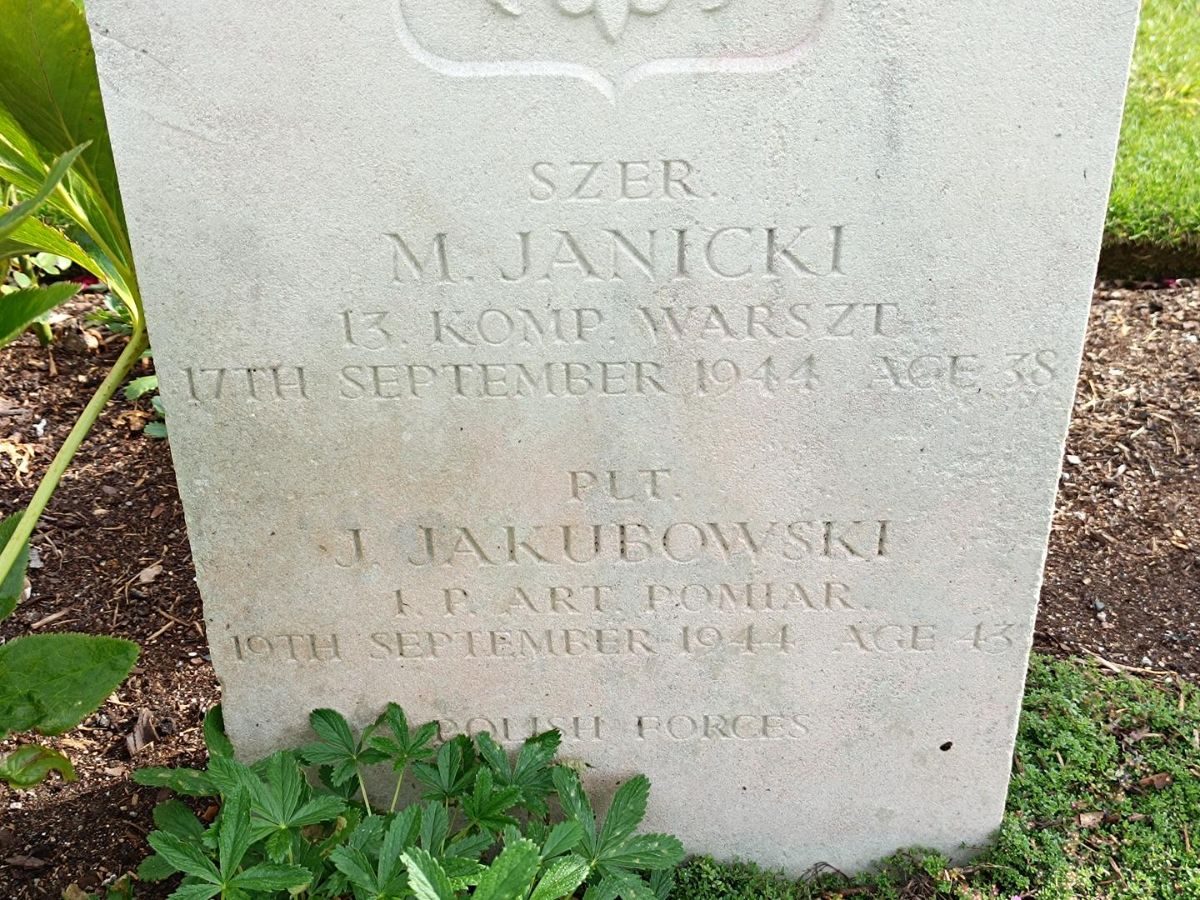 SZER.
M. JANICKI
13. KOMP. WARSZT
17TH SEPTEMBER 1944 AGE 38
PLT.
J. JAKUBOWSKI
1. P. ART. POMIAR.
19TH SEPTEMBER 1944 AGE 43
POLISH FORCES